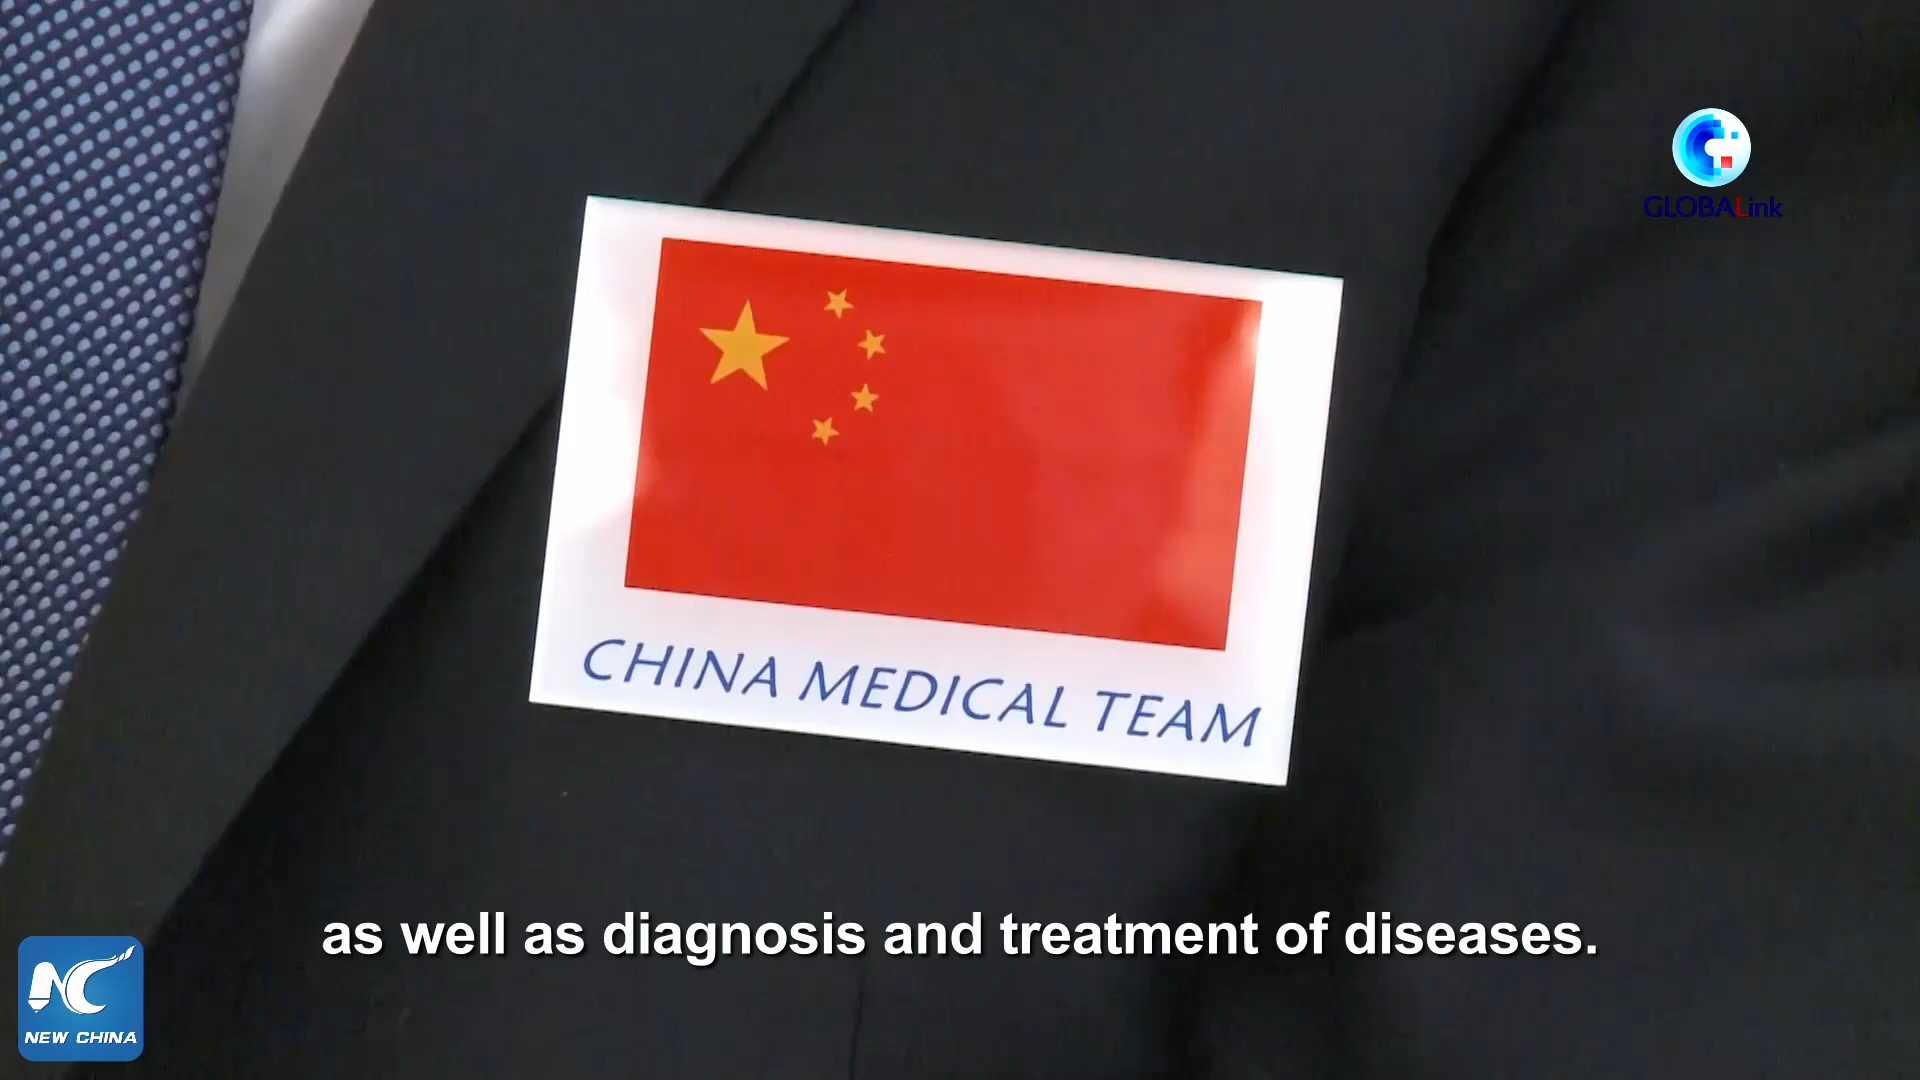 GLOBALink
CHINA MEDICAL TEAM
as well as diagnosis and treatment of diseases.
NEW CHINA